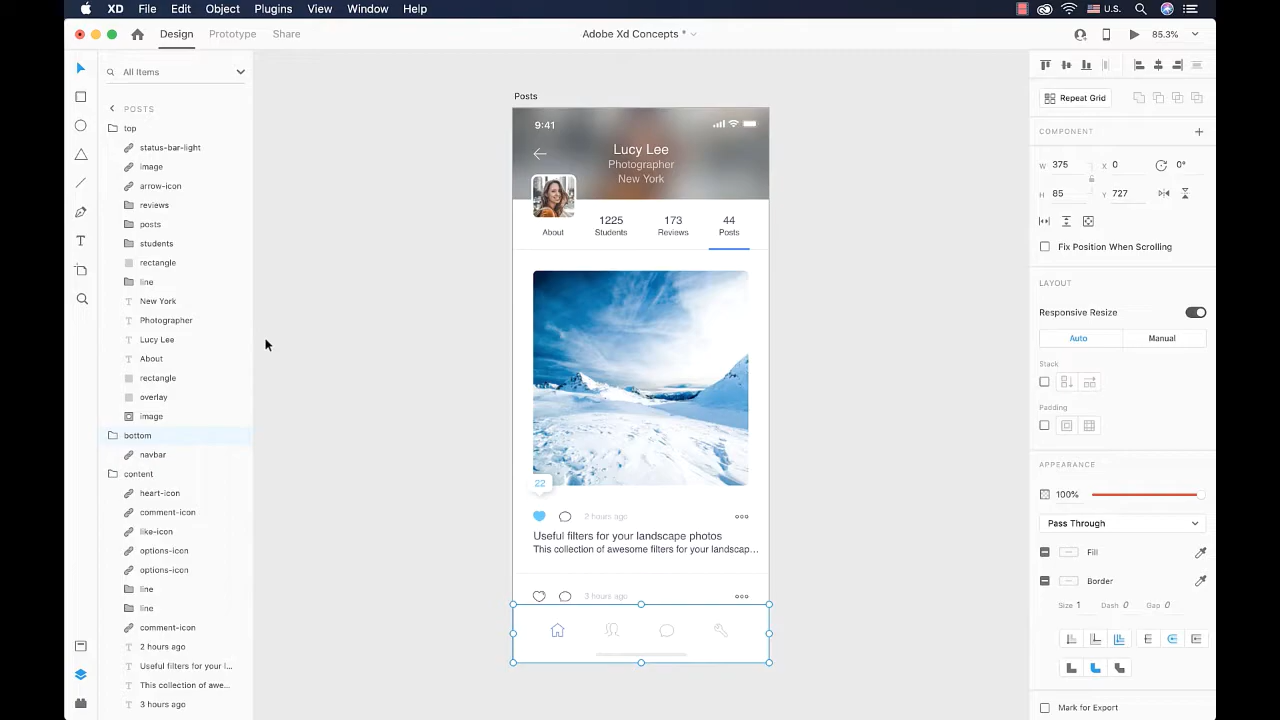 XD File Edit Object Plugins View Window Help U.S.
Design Prototype Share Adobe Xd Concepts * 85.3%
All Items
POSTS
top
status-bar-light
image
arrow-icon
reviews
posts
students
rectangle
line
New York
Photographer
Lucy Lee
About
rectangle
overlay
image
bottom
navbar
content
heart-icon
comment-icon
like-icon
options-icon
options-icon
line
line
comment-icon
2 hours ago
Useful filters for your l...
This collection of awe...
3 hours ago
Posts
9:41
Lucy Lee
Photographer
New York
1225 173 44
About Students Reviews Posts
22
2 hours ago
Useful filters for your landscape photos
This collection of awesome filters for your landscap...
3 hours ago
Repeat Grid
COMPONENT
W 375 X 0 0°
H 85 Y 727
Fix Position When Scrolling
LAYOUT
Responsive Resize
Auto Manual
Stack
Padding
APPEARANCE
100%
Pass Through
Fill
Border
Size 1 Dash 0 Gap 0
Mark for Export